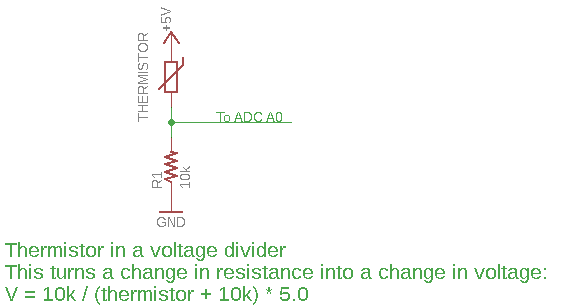 +5V
THERMISTOR
To ADC A0
R1
10k
GND
Thermistor in a voltage divider
This turns a change in resistance into a change in voltage:
V = 10k / (thermistor + 10k) * 5.0